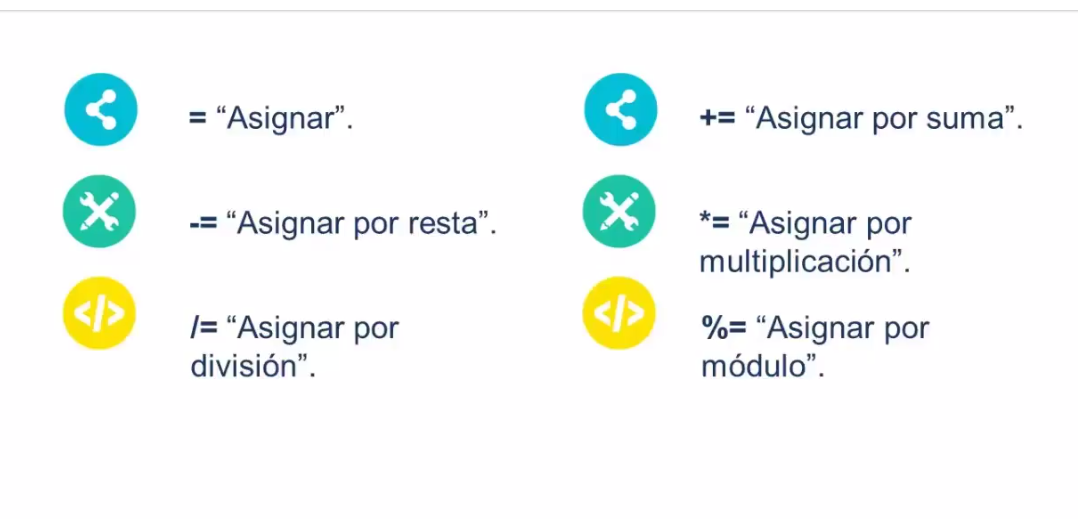 = “Asignar”.
+= “Asignar por suma”.
-= “Asignar por resta”.
*= “Asignar por
multiplicación”.
/= “Asignar por
división”.
%= “Asignar por
módulo”.